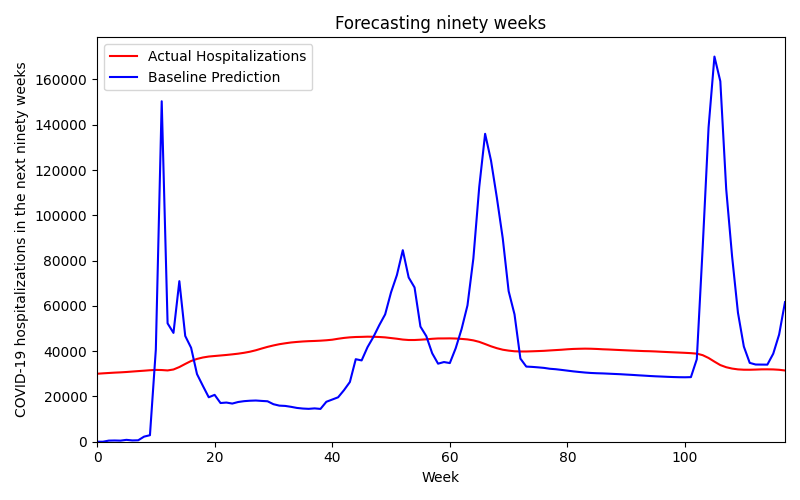 Forecasting ninety weeks
Actual Hospitalizations
Baseline Prediction
COVID-19 hospitalizations in the next ninety weeks
160000
140000
120000
100000
80000
60000
40000
20000
0
0 20 40 60 80 100
Week